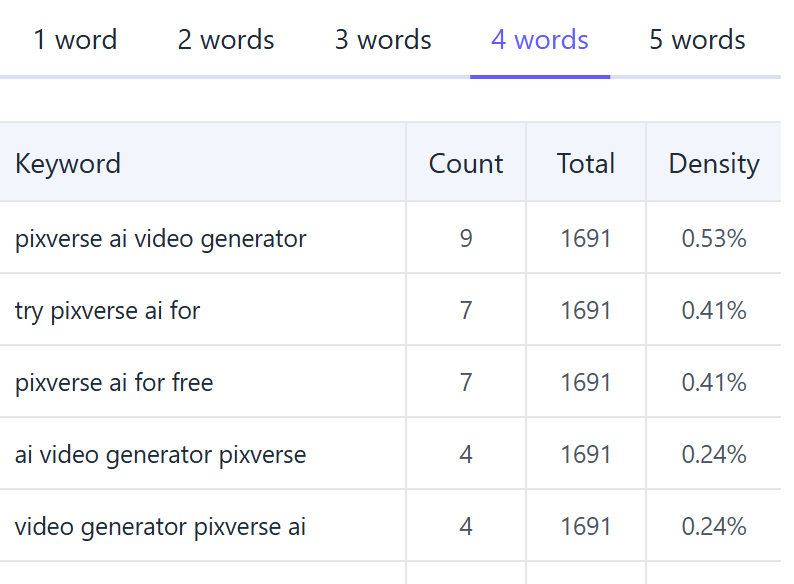 1 word 2 words 3 words 4 words 5 words
Keyword Count Total Density
pixverse ai video generator 9 1691 0.53%
try pixverse ai for 7 1691 0.41%
pixverse ai for free 7 1691 0.41%
ai video generator pixverse 4 1691 0.24%
video generator pixverse ai 4 1691 0.24%